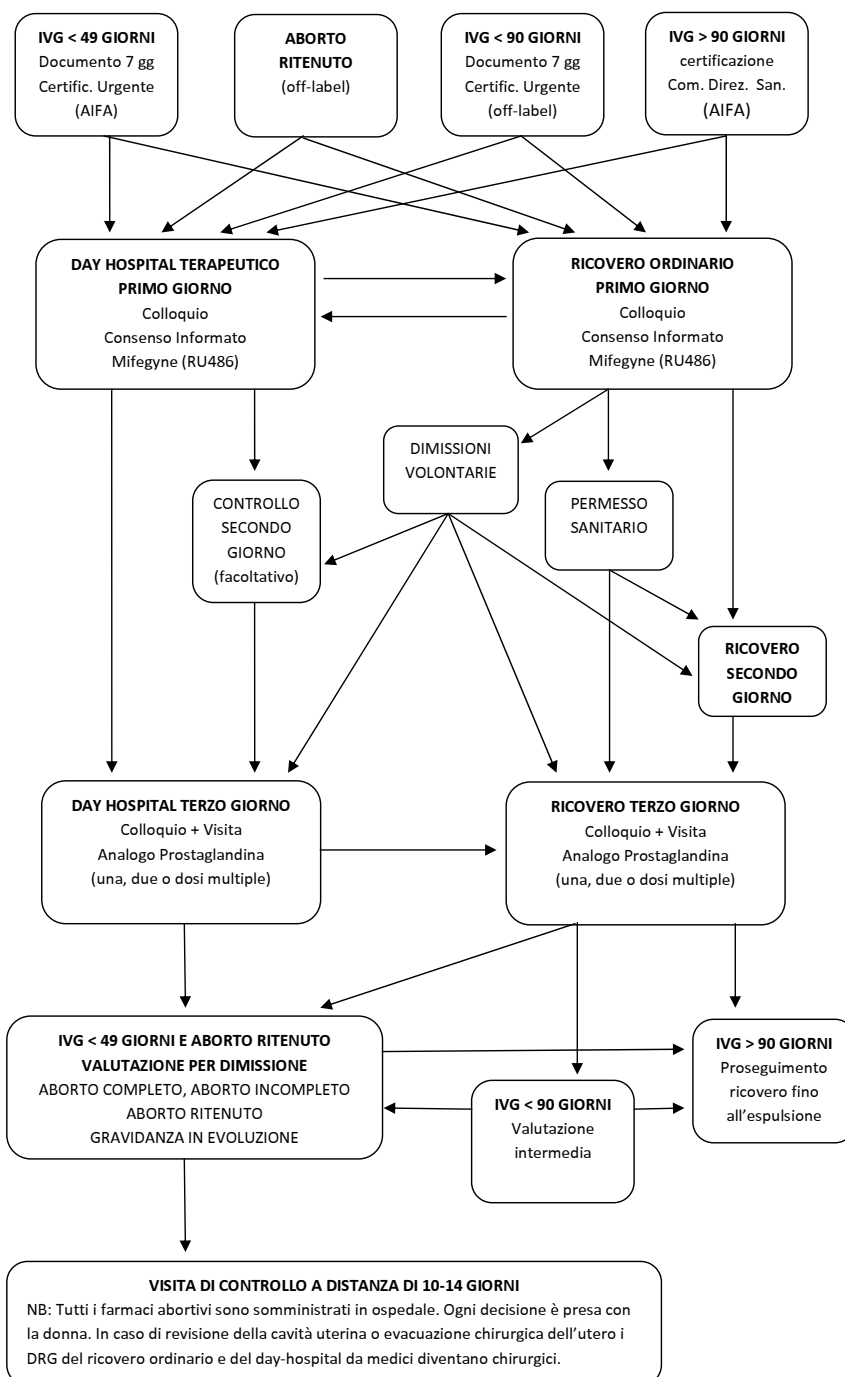 IVG < 49 GIORNI
Documento 7 gg
Certific. Urgente
(AIFA)
ABORTO
RITENUTO
(off-label)
IVG < 90 GIORNI
Documento 7 gg
Certific. Urgente
(off-label)
IVG > 90 GIORNI
certificazione
Com. Direz. San.
(AIFA)
DAY HOSPITAL TERAPEUTICO
PRIMO GIORNO
Colloquio
Consenso Informato
Mifegyne (RU486)
RICOVERO ORDINARIO
PRIMO GIORNO
Colloquio
Consenso Informato
Mifegyne (RU486)
DIMISSIONI
VOLONTARIE
CONTROLLO
SECONDO
GIORNO
(facoltativo)
PERMESSO
SANITARIO
RICOVERO
SECONDO
GIORNO
DAY HOSPITAL TERZO GIORNO
Colloquio + Visita
Analogo Prostaglandina
(una, due o dosi multiple)
RICOVERO TERZO GIORNO
Colloquio + Visita
Analogo Prostaglandina
(una, due o dosi multiple)
IVG < 49 GIORNI E ABORTO RITENUTO
VALUTAZIONE PER DIMISSIONE
ABORTO COMPLETO, ABORTO INCOMPLETO
ABORTO RITENUTO
GRAVIDANZA IN EVOLUZIONE
IVG < 90 GIORNI
Valutazione
intermedia
IVG > 90 GIORNI
Proseguimento
ricovero fino
all’espulsione
VISITA DI CONTROLLO A DISTANZA DI 10-14 GIORNI
NB: Tutti i farmaci abortivi sono somministrati in ospedale. Ogni decisione è presa con
la donna. In caso di revisione della cavità uterina o evacuazione chirurgica dell’utero i
DRG del ricovero ordinario e del day-hospital da medici diventano chirurgici.